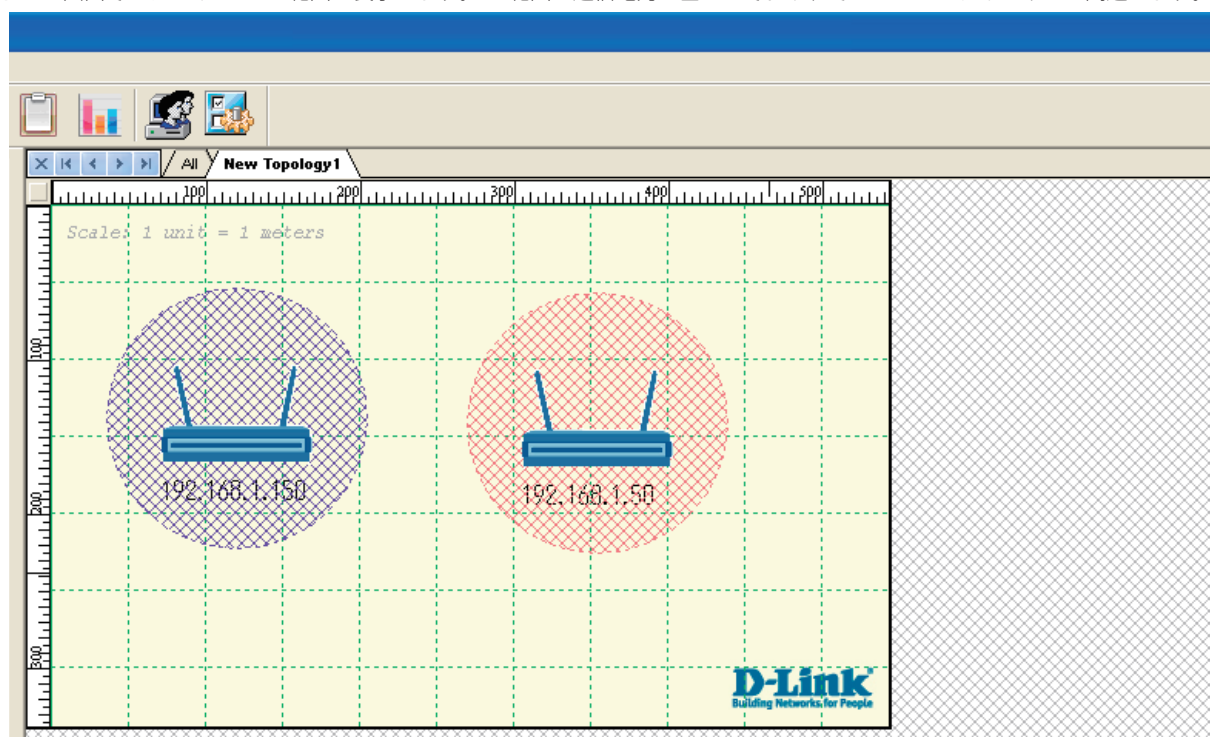 All New Topology1
100 200 300 400 500
Scale: 1 unit = 1 meters
100
192.168.1.150 192.168.1.50
200
300
D-Link
Building Networks for People